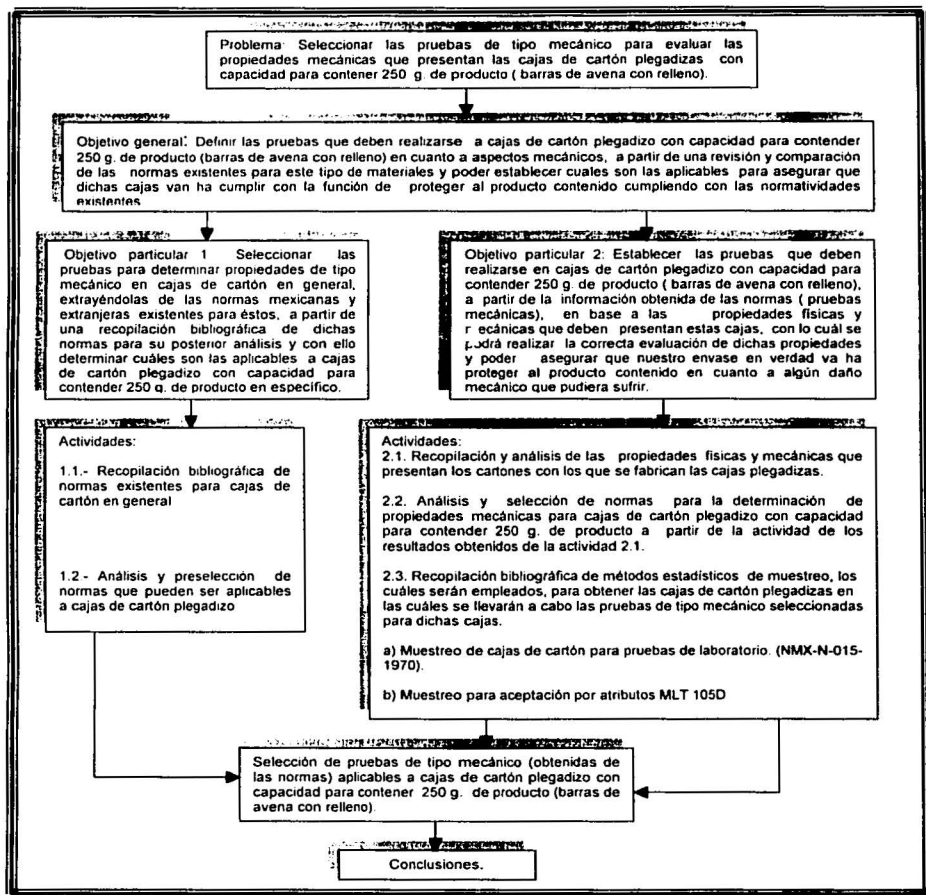 Problema: Seleccionar las pruebas de tipo mecánico para evaluar las
propiedades mecánicas que presentan las cajas de cartón plegadizas con
capacidad para contener 250 g. de producto ( barras de avena con relleno).
Objetivo general: Definir las pruebas que deben realizarse a cajas de cartón plegadizo con capacidad para contender
250 g. de producto (barras de avena con relleno) en cuanto a aspectos mecánicos, a partir de una revisión y comparación
de las normas existentes para este tipo de materiales y poder establecer cuales son las aplicables para asegurar que
dichas cajas van ha cumplir con la función de proteger al producto contenido cumpliendo con las normatividades
existentes
Objetivo particular 1 Seleccionar las
pruebas para determinar propiedades de tipo
mecánico en cajas de cartón en general,
extrayéndolas de las normas mexicanas y
extranjeras existentes para éstos, a partir de
una recopilación bibliográfica de dichas
normas para su posterior análisis y con ello
determinar cuáles son las aplicables a cajas
de cartón plegadizo con capacidad para
contender 250 g. de producto en específico.
Objetivo particular 2: Establecer las pruebas que deben
realizarse en cajas de cartón plegadizo con capacidad para
contender 250 g. de producto ( barras de avena con relleno),
a partir de la información obtenida de las normas ( pruebas
mecánicas), en base a las propiedades físicas y
mecánicas que deben presentan estas cajas, con lo cuál se
podrá realizar la correcta evaluación de dichas propiedades
y poder asegurar que nuestro envase en verdad va ha
proteger al producto contenido en cuanto a algún daño
mecánico que pudiera sufrir.
Actividades:
1.1.- Recopilación bibliográfica de
normas existentes para cajas de
cartón en general
1.2.- Análisis y preselección de
normas que pueden ser aplicables
a cajas de cartón plegadizo
Actividades:
2.1. Recopilación y análisis de las propiedades físicas y mecánicas que
presentan los cartones con los que se fabrican las cajas plegadizas.
2.2. Análisis y selección de normas para la determinación de
propiedades mecánicas para cajas de cartón plegadizo con capacidad
para contender 250 g. de producto a partir de la actividad de los
resultados obtenidos de la actividad 2.1.
2.3. Recopilación bibliográfica de métodos estadísticos de muestreo, los
cuáles serán empleados, para obtener las cajas de cartón plegadizas en
las cuáles se llevarán a cabo las pruebas de tipo mecánico seleccionadas
para dichas cajas.
a) Muestreo de cajas de cartón para pruebas de laboratorio. (NMX-N-015-
1970).
b) Muestreo para aceptación por atributos MLT 105D
Selección de pruebas de tipo mecánico (obtenidas de
las normas) aplicables a cajas de cartón plegadizo con
capacidad para contener 250 g. de producto (barras de
avena con relleno).
Conclusiones.